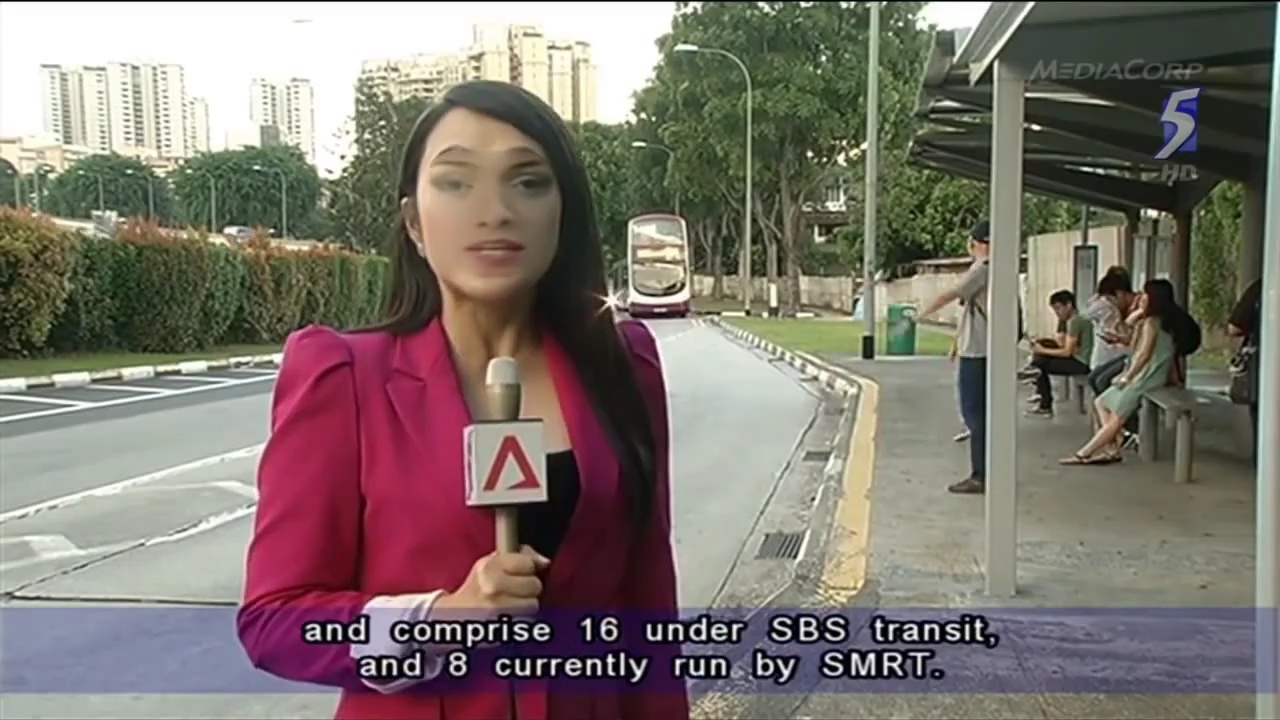 MEDIACORP
5
HD
and comprise 16 under SBS transit,
and 8 currently run by SMRT.